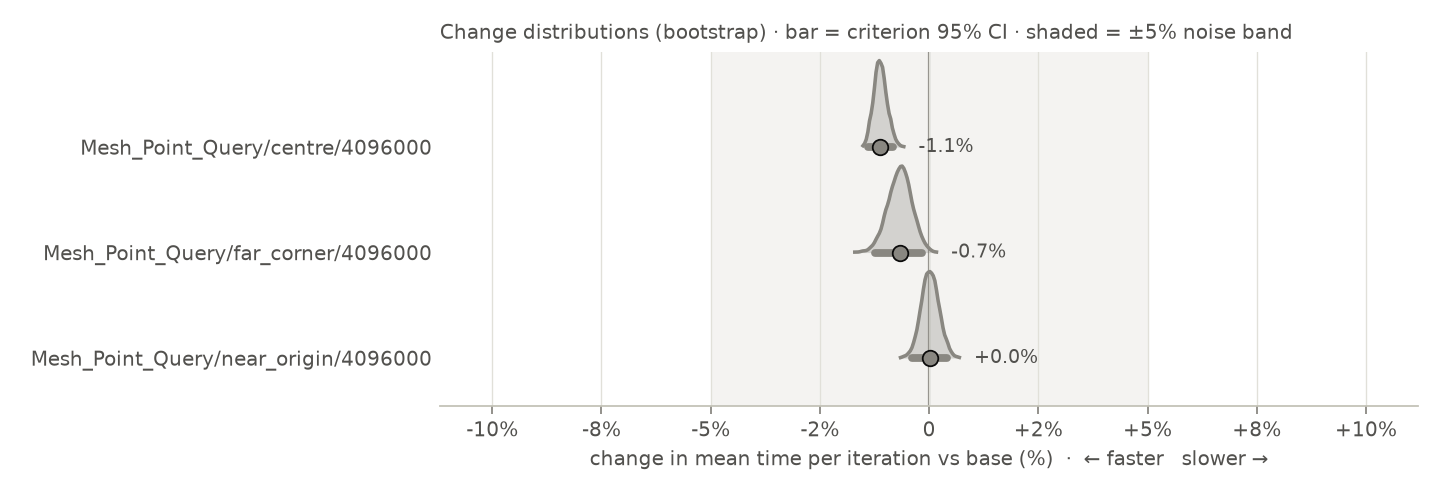 Change distributions (bootstrap) · bar = criterion 95% CI · shaded = ±5% noise band
Mesh_Point_Query/centre/4096000
-1.1%
Mesh_Point_Query/far_corner/4096000
-0.7%
Mesh_Point_Query/near_origin/4096000
+0.0%
-10% -8% -5% -2% 0 +2% +5% +8% +10%
change in mean time per iteration vs base (%) · ← faster slower →